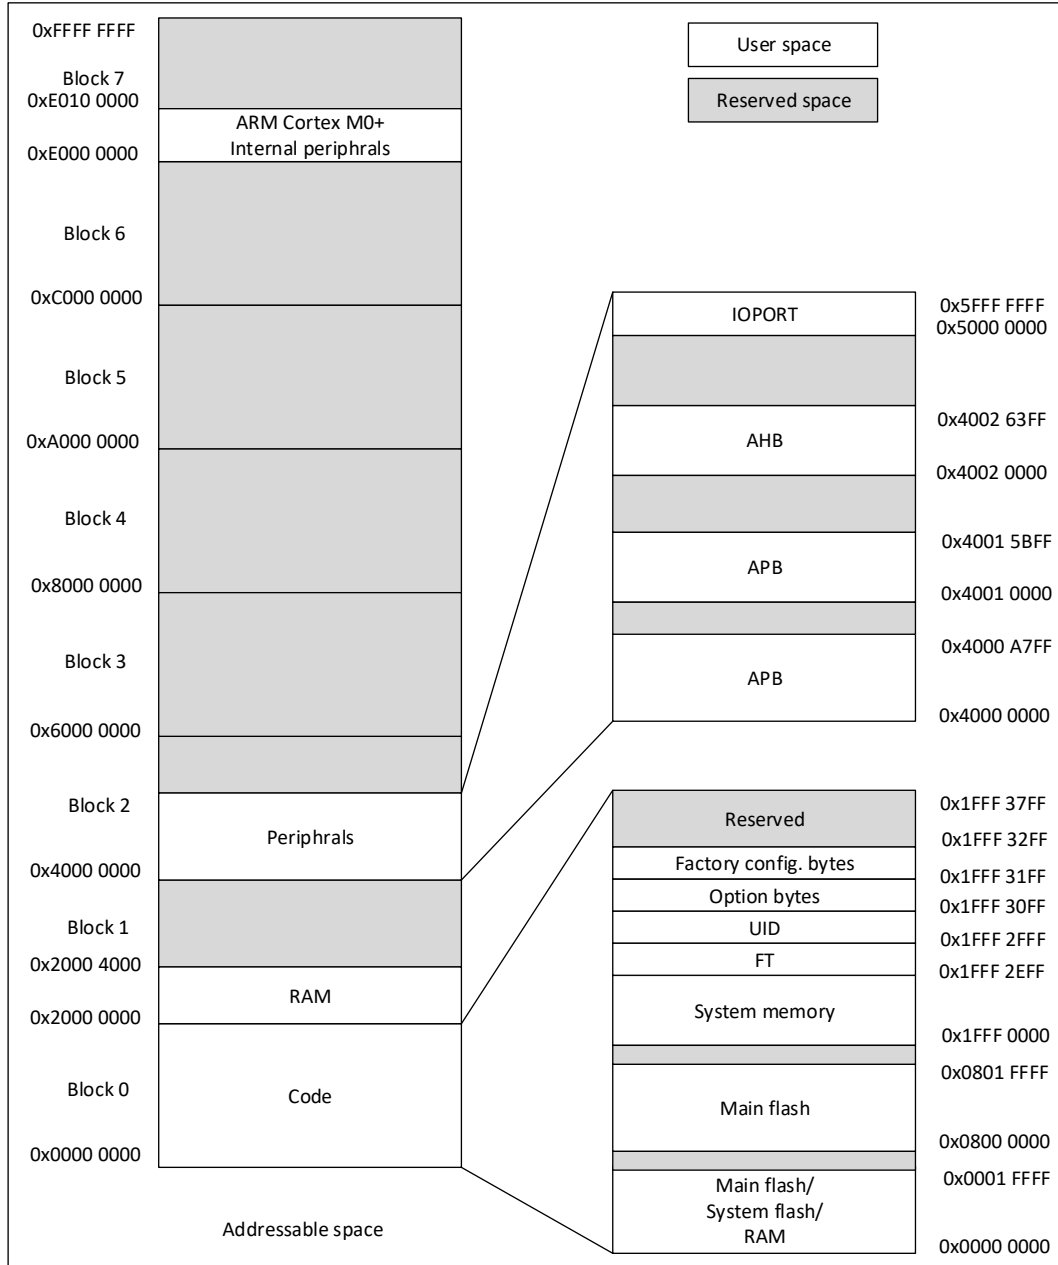 0xFFFF FFFF
Block 7
0xE010 0000
ARM Cortex M0+
Internal periphrals
0xE000 0000
Block 6
0xC000 0000
Block 5
0xA000 0000
Block 4
0x8000 0000
Block 3
0x6000 0000
Block 2
Periphrals
0x4000 0000
Block 1
0x2000 4000
RAM
0x2000 0000
Block 0
Code
0x0000 0000
Addressable space
User space
Reserved space
IOPORT
0x5FFF FFFF
0x5000 0000
AHB
0x4002 63FF
0x4002 0000
APB
0x4001 5BFF
0x4001 0000
APB
0x4000 A7FF
0x4000 0000
Reserved
0x1FFF 37FF
0x1FFF 32FF
Factory config. bytes
0x1FFF 31FF
Option bytes
0x1FFF 30FF
UID
0x1FFF 2FFF
FT
0x1FFF 2EFF
System memory
0x1FFF 0000
0x0801 FFFF
Main flash
0x0800 0000
0x0001 FFFF
Main flash/
System flash/
RAM
0x0000 0000